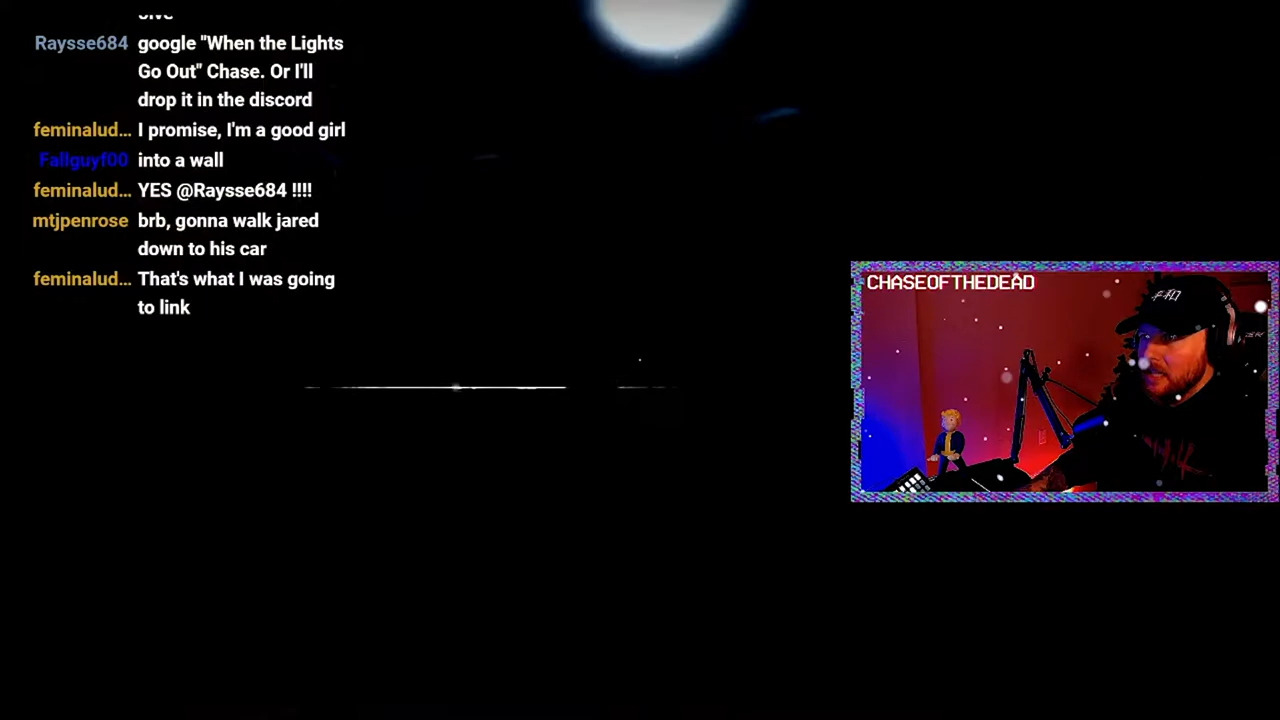 Raysse684 google "When the Lights
Go Out" Chase. Or I'll
drop it in the discord
feminalud... I promise, I'm a good girl
Fallguyf00 into a wall
feminalud... YES @Raysse684 !!!!
mtjpenrose brb, gonna walk jared
down to his car
feminalud... That's what I was going
to link
CHASEOFTHEDEAD